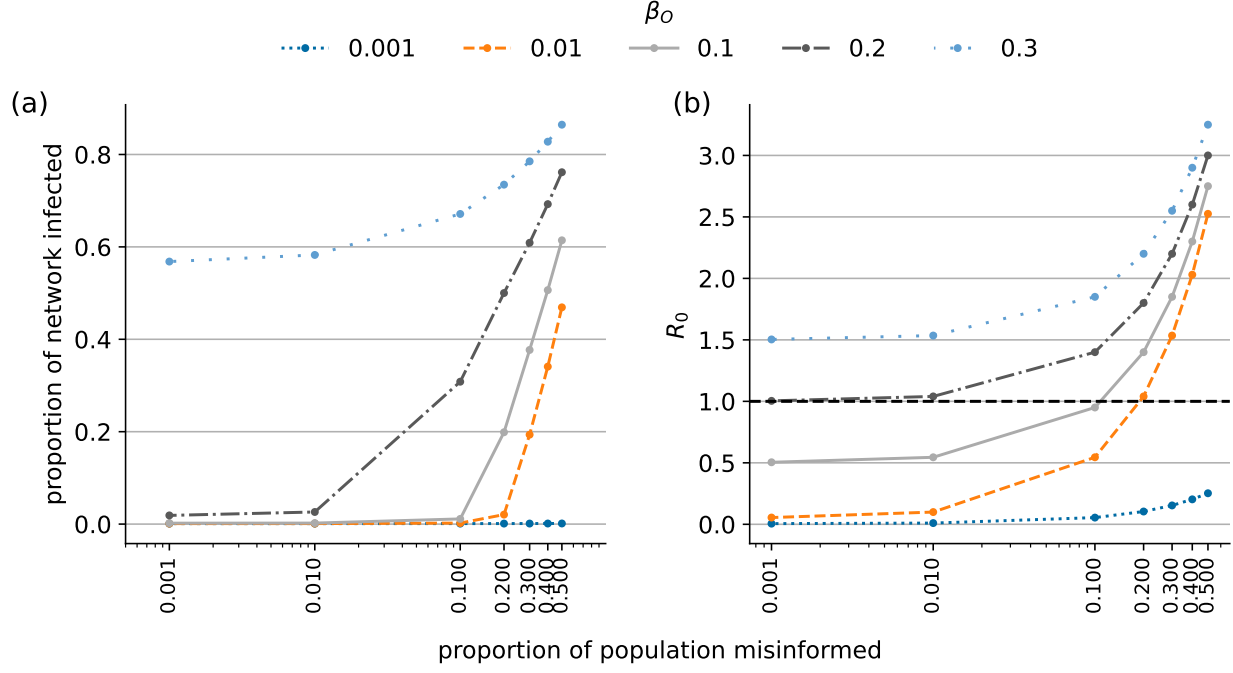 β_O
0.001 0.01 0.1 0.2 0.3
(a) (b)
proportion of network infected
0.8
0.6
0.4
0.2
0.0
0.001 0.010 0.100 0.200 0.300 0.400 0.500
R_0
3.0
2.5
2.0
1.5
1.0
0.5
0.0
0.001 0.010 0.100 0.200 0.300 0.400 0.500
proportion of population misinformed